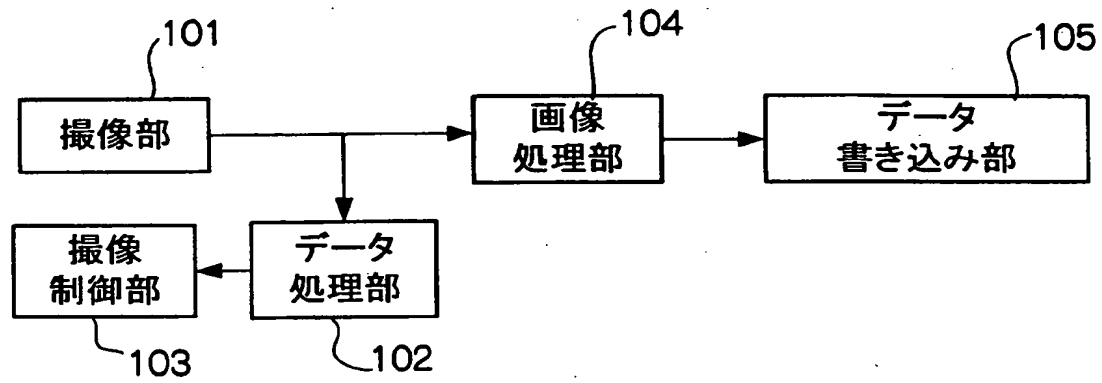 101
撮像部
104
画像
処理部
105
データ
書き込み部
撮像
制御部
103
データ
処理部
102